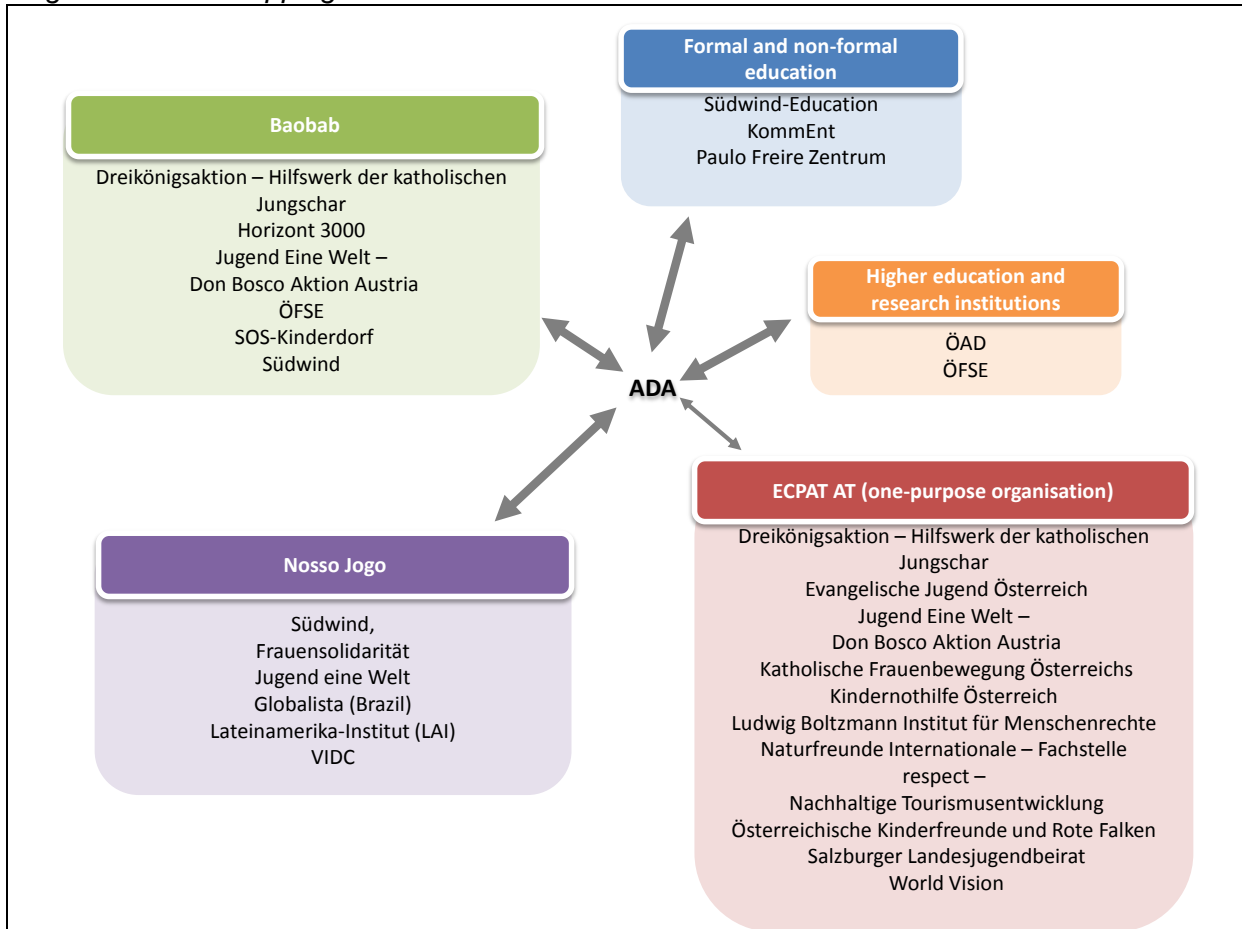 Formal and non-formal
education
Südwind-Education
KommEnt
Paulo Freire Zentrum
Baobab
Dreikönigsaktion – Hilfswerk der katholischen
Jungschar
Horizont 3000
Jugend Eine Welt –
Don Bosco Aktion Austria
ÖFSE
SOS-Kinderdorf
Südwind
Higher education and
research institutions
ÖAD
ÖFSE
ADA
ECPAT AT (one-purpose organisation)
Dreikönigsaktion – Hilfswerk der katholischen
Jungschar
Evangelische Jugend Österreich
Jugend Eine Welt –
Don Bosco Aktion Austria
Katholische Frauenbewegung Österreichs
Kindernothilfe Österreich
Ludwig Boltzmann Institut für Menschenrechte
Naturfreunde Internationale – Fachstelle
respect –
Nachhaltige Tourismusentwicklung
Österreichische Kinderfreunde und Rote Falken
Salzburger Landesjugendbeirat
World Vision
Nosso Jogo
Südwind,
Frauensolidarität
Jugend eine Welt
Globalista (Brazil)
Lateinamerika-Institut (LAI)
VIDC